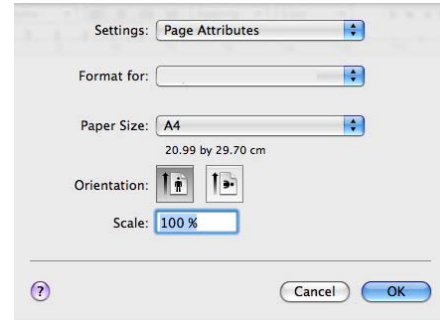 Settings: Page Attributes
Format for:
Paper Size: A4
20.99 by 29.70 cm
Orientation:
Scale: 100 %
?
Cancel OK